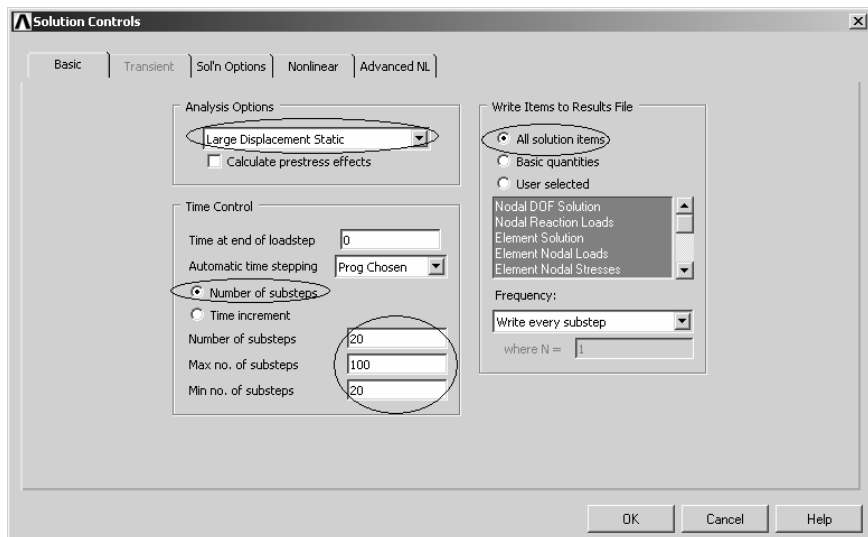 Solution Controls
Basic
Transient
Sol'n Options
Nonlinear
Advanced NL
Analysis Options
Large Displacement Static
Calculate prestress effects
Time Control
Time at end of loadstep 0
Automatic time stepping Prog Chosen
Number of substeps
Time increment
Number of substeps 20
Max no. of substeps 100
Min no. of substeps 20
Write Items to Results File
All solution items
Basic quantities
User selected
Nodal DOF Solution
Nodal Reaction Loads
Element Solution
Element Nodal Loads
Element Nodal Stresses
Frequency:
Write every substep
where N = 1
OK
Cancel
Help